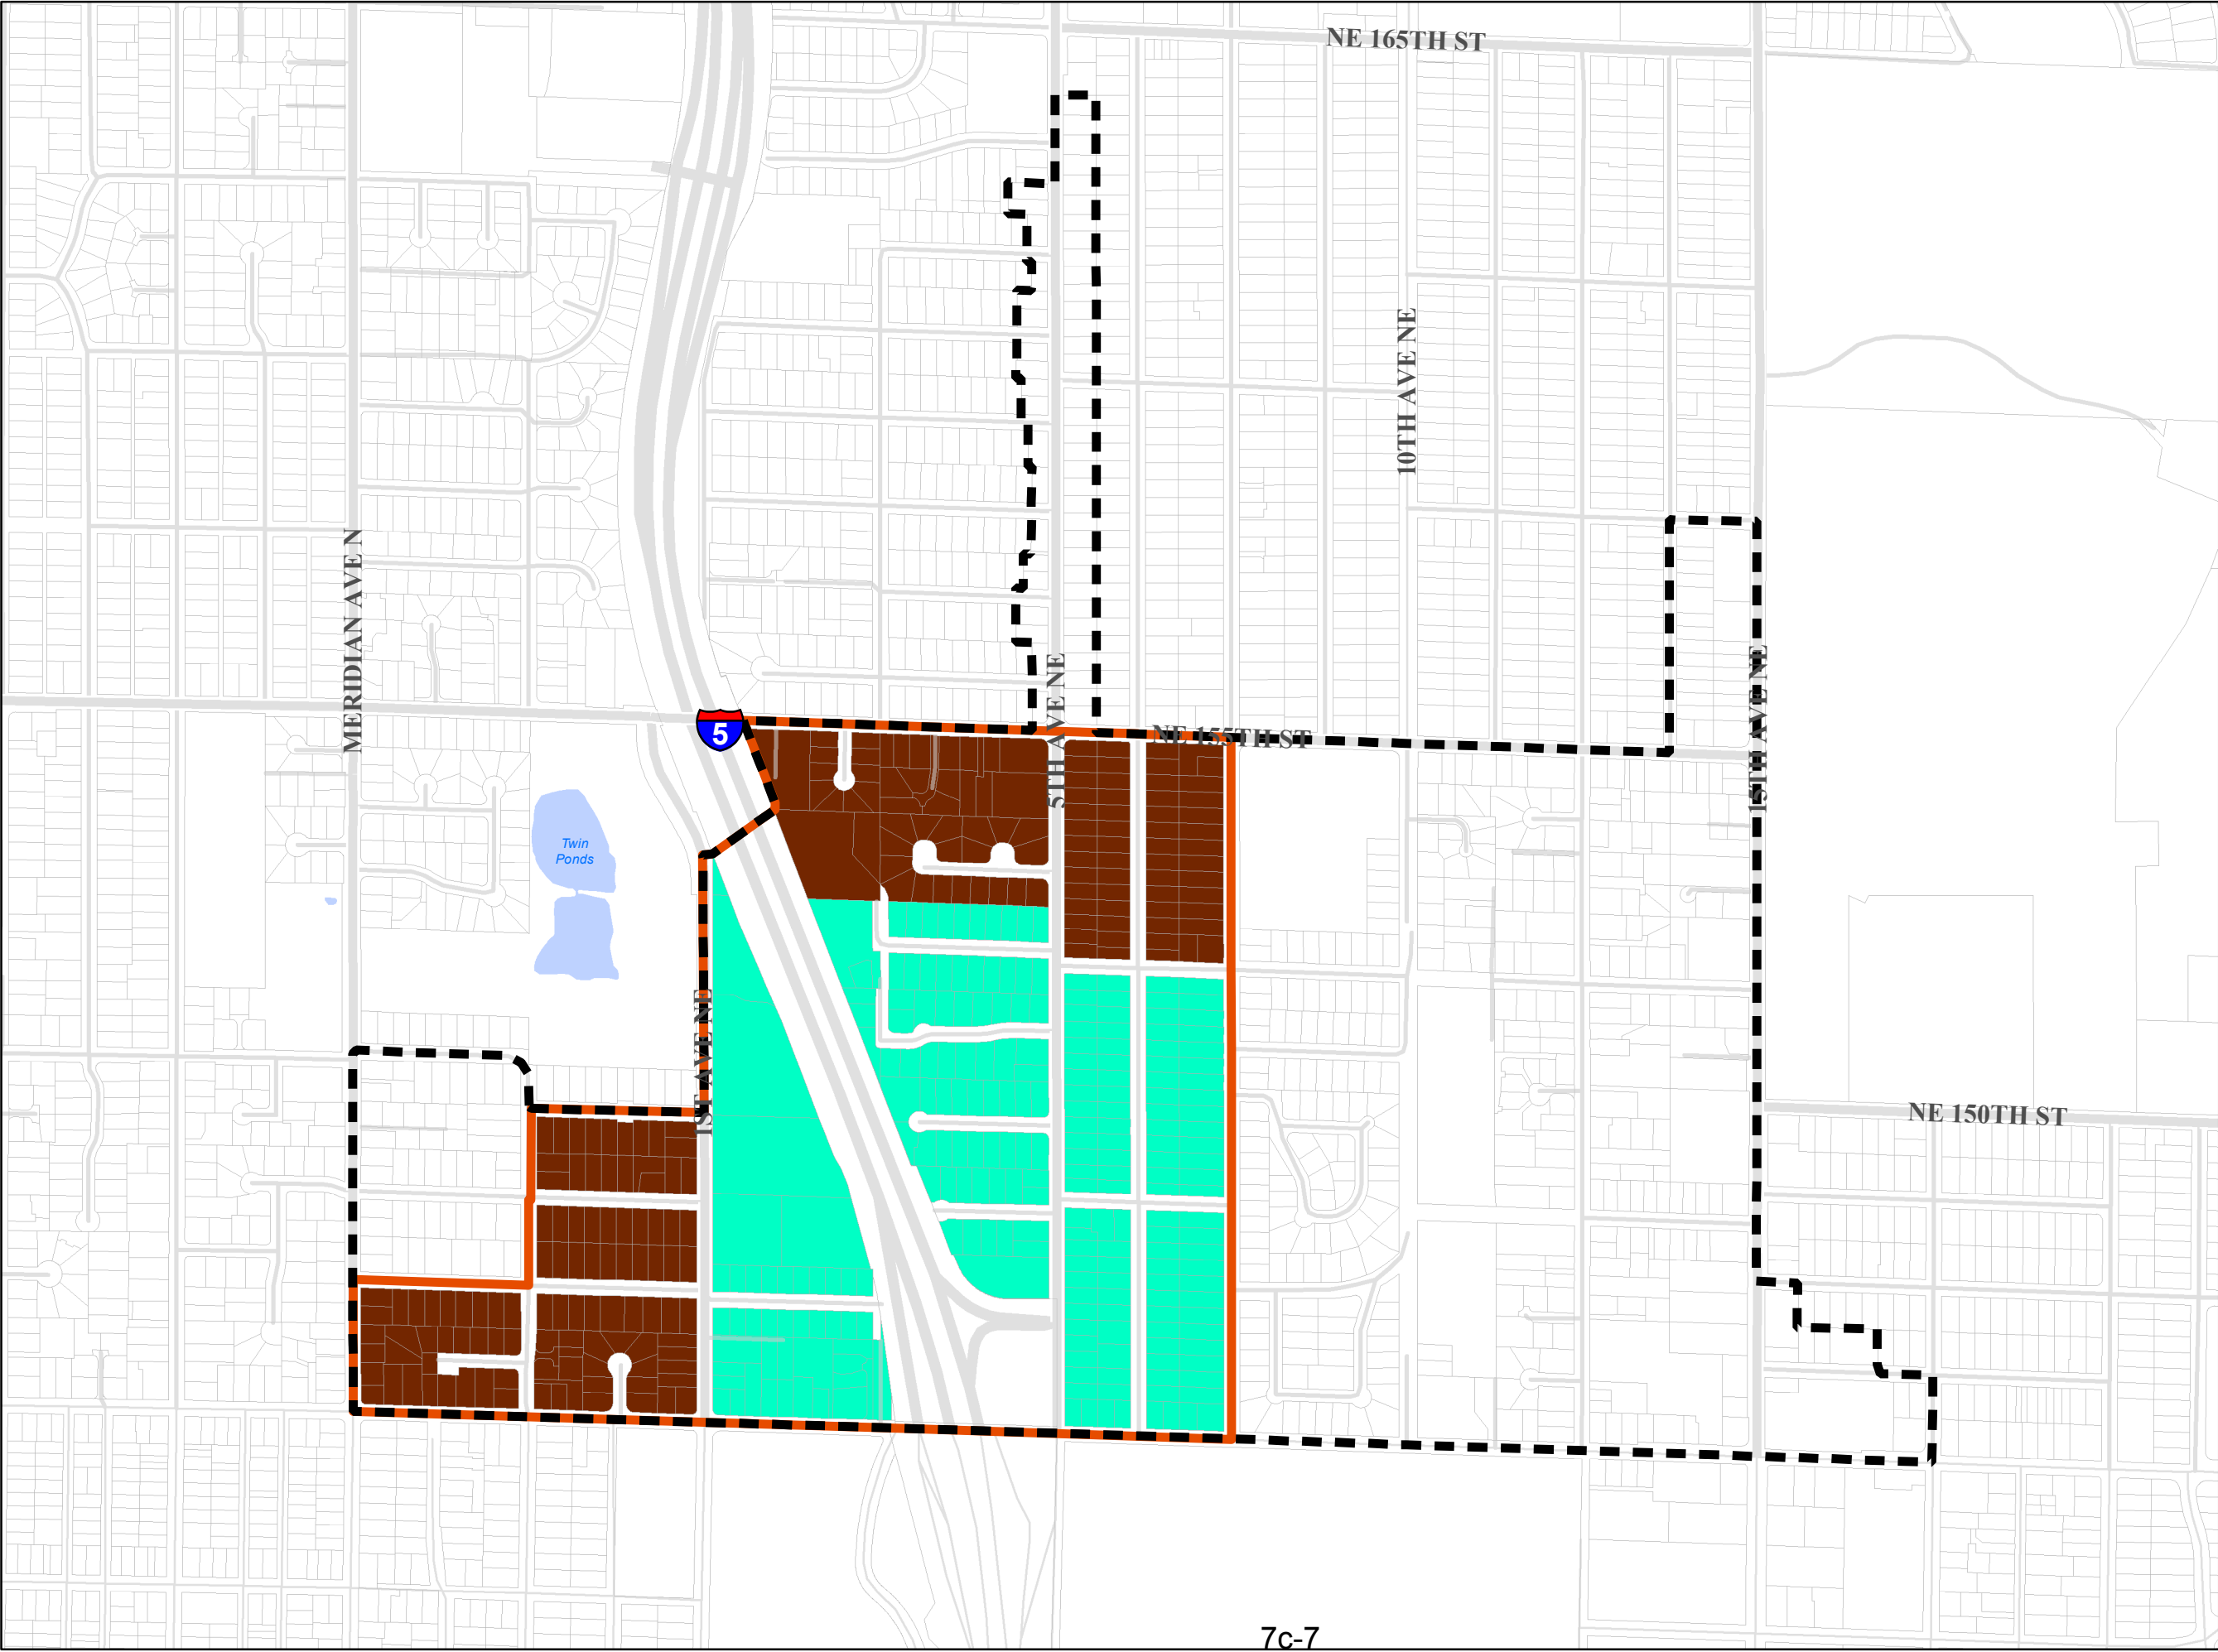 NE 165TH ST
10TH AVE NE
MERIDIAN AVE N
5TH AVE NE
15TH AVE NE
5
NE 155TH ST
Twin
Ponds
1ST AVE NE
NE 150TH ST
7c-7